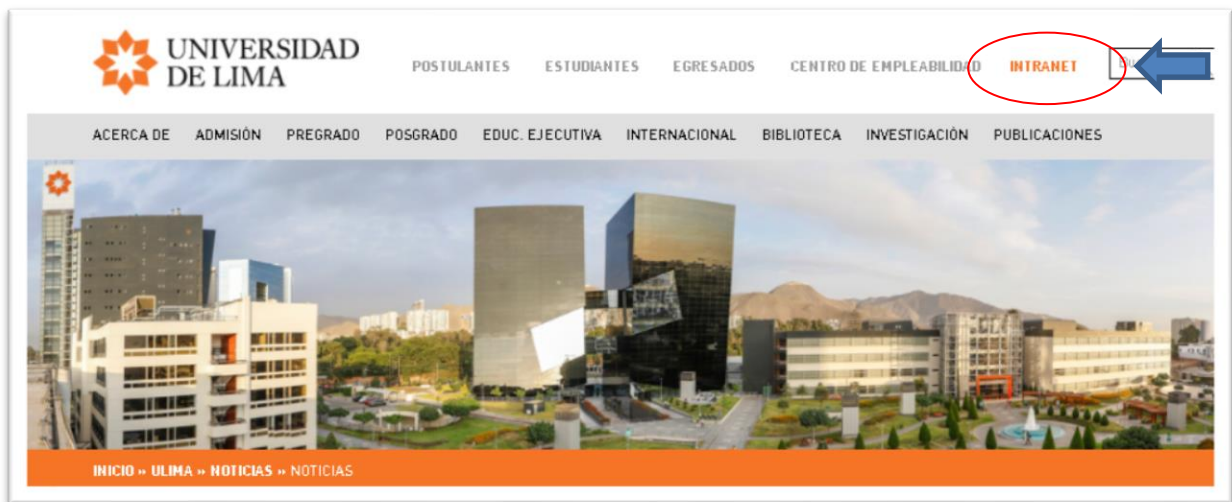 UNIVERSIDAD
DE LIMA
POSTULANTES ESTUDIANTES EGRESADOS CENTRO DE EMPLEABILIDAD INTRANET
ACERCA DE ADMISIÓN PREGRADO POSGRADO EDUC. EJECUTIVA INTERNACIONAL BIBLIOTECA INVESTIGACIÓN PUBLICACIONES
INICIO » ULIMA » NOTICIAS » NOTICIAS